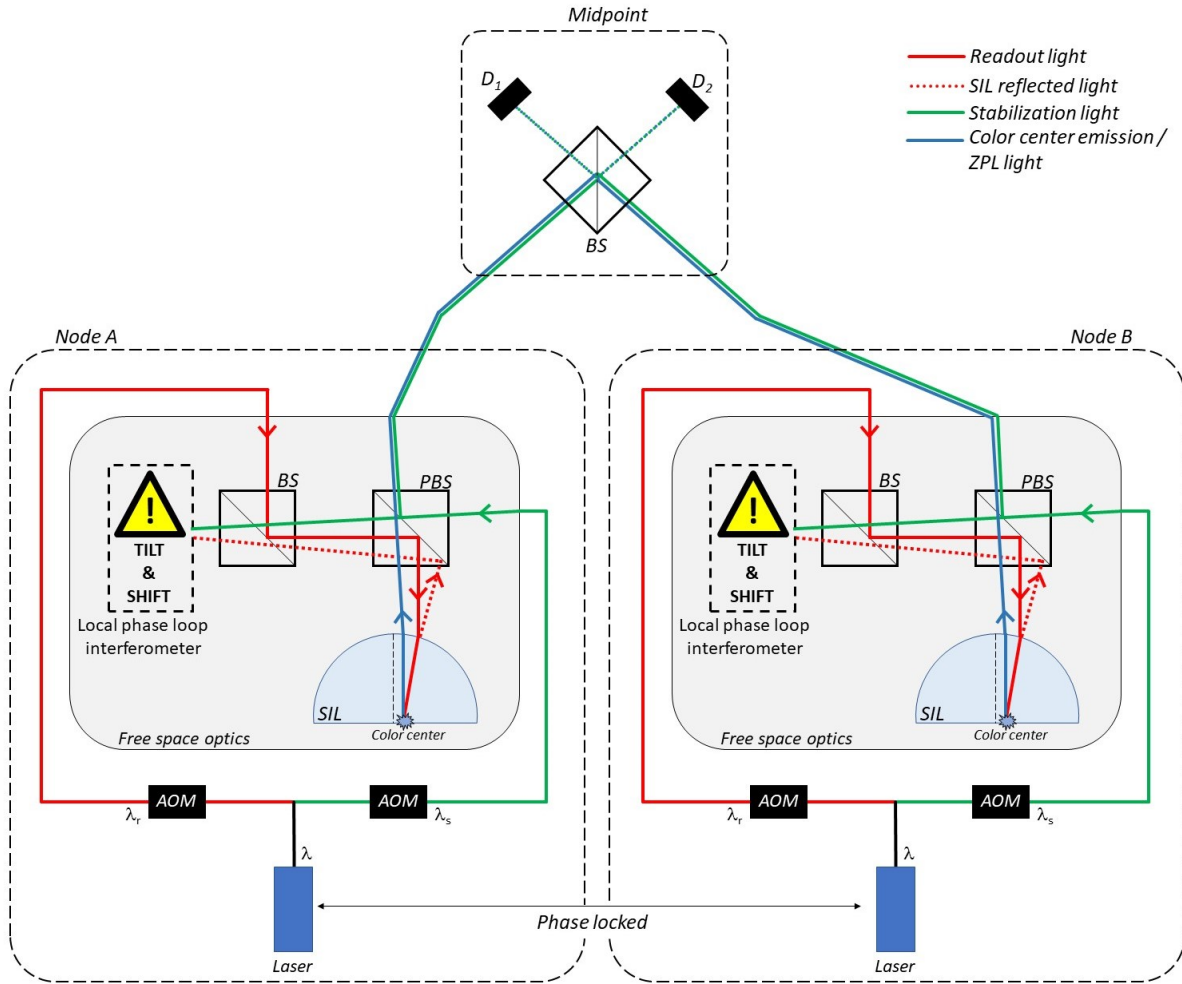 Midpoint
D1
D2
BS
Readout light
SIL reflected light
Stabilization light
Color center emission /
ZPL light
Node A
BS
PBS
!
TILT
&
SHIFT
Local phase loop
interferometer
SIL
Color center
Free space optics
AOM
AOM
λr
λs
λ
Laser
Node B
BS
PBS
!
TILT
&
SHIFT
Local phase loop
interferometer
SIL
Color center
Free space optics
AOM
AOM
λr
λs
λ
Laser
Phase locked